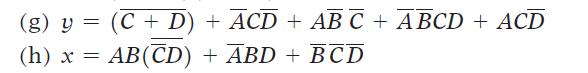 (g) y = (̅C̅ ̅+̅ ̅D̅)̅ + A̅CD̅ + AB̅ C̅ + A̅B̅CD + ACD̅
(h) x = AB(C̿D̅) + A̅BD + B̅C̅D̅